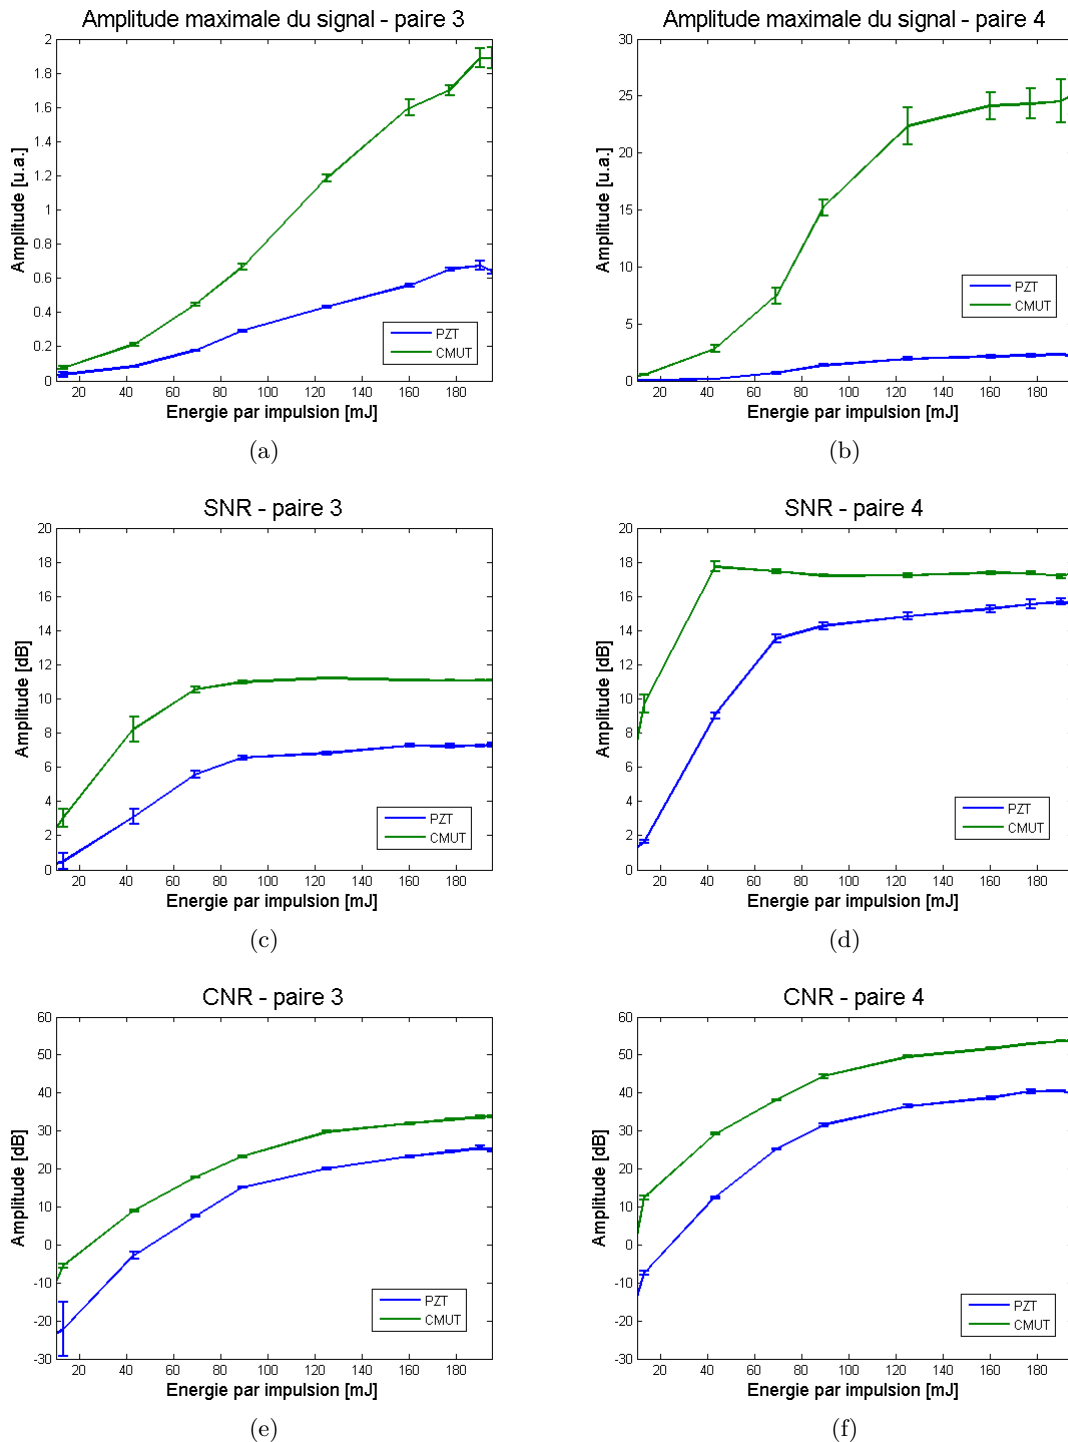 Amplitude maximale du signal - paire 3
2
1.8
1.6
1.4
1.2
1
0.8
0.6
0.4
0.2
0
Amplitude [u.a.]
PZT
CMUT
20 40 60 80 100 120 140 160 180
Energie par impulsion [mJ]
(a)
Amplitude maximale du signal - paire 4
30
25
20
15
10
5
0
Amplitude [u.a.]
PZT
CMUT
20 40 60 80 100 120 140 160 180
Energie par impulsion [mJ]
(b)
SNR - paire 3
20
18
16
14
12
10
8
6
4
2
0
Amplitude [dB]
PZT
CMUT
20 40 60 80 100 120 140 160 180
Energie par impulsion [mJ]
(c)
SNR - paire 4
20
18
16
14
12
10
8
6
4
2
0
Amplitude [dB]
PZT
CMUT
20 40 60 80 100 120 140 160 180
Energie par impulsion [mJ]
(d)
CNR - paire 3
60
50
40
30
20
10
0
-10
-20
-30
Amplitude [dB]
PZT
CMUT
20 40 60 80 100 120 140 160 180
Energie par impulsion [mJ]
(e)
CNR - paire 4
60
50
40
30
20
10
0
-10
-20
-30
Amplitude [dB]
PZT
CMUT
20 40 60 80 100 120 140 160 180
Energie par impulsion [mJ]
(f)